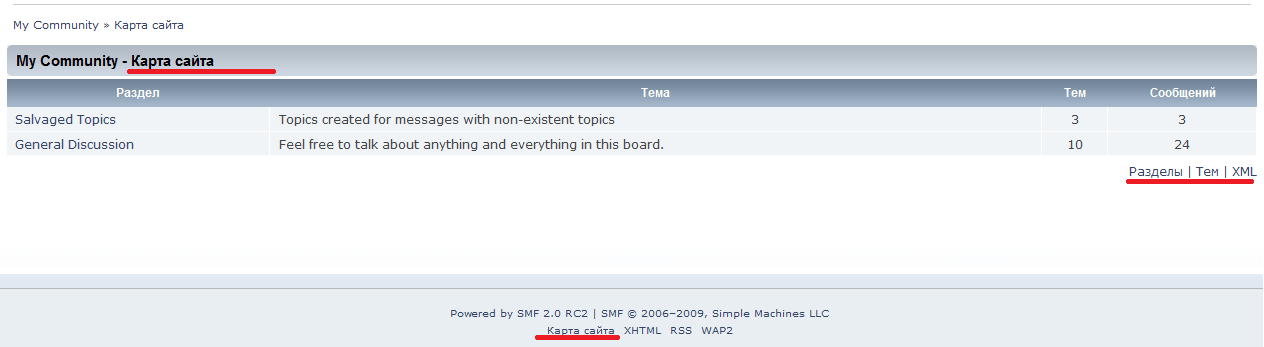 My Community » Карта сайта
My Community - Карта сайта
Раздел Тема Тем Сообщений
Salvaged Topics Topics created for messages with non-existent topics 3 3
General Discussion Feel free to talk about anything and everything in this board. 10 24
Разделы | Тем | XML
Powered by SMF 2.0 RC2 | SMF © 2006–2009, Simple Machines LLC
Карта сайта XHTML RSS WAP2